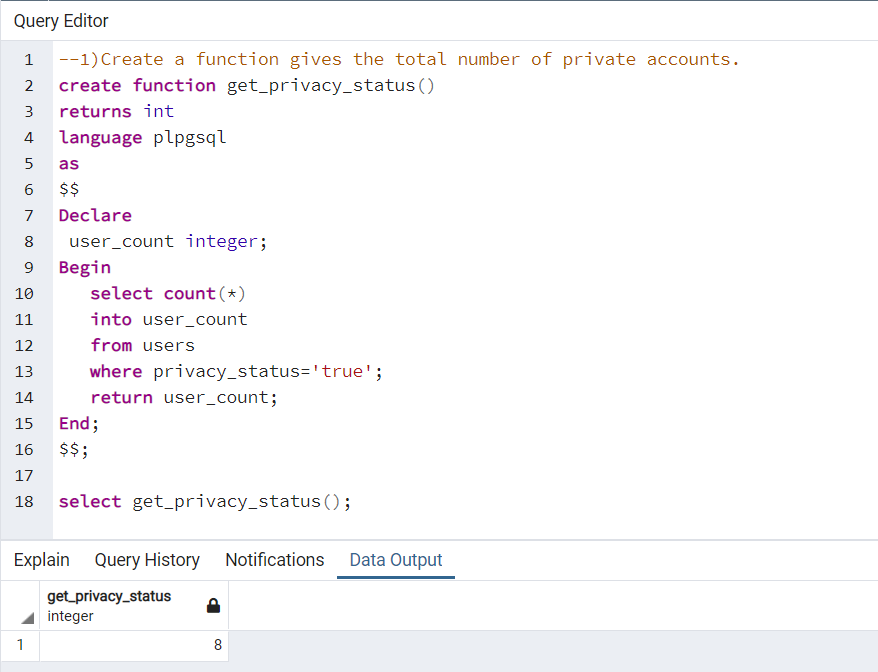 Query Editor
1 --1)Create a function gives the total number of private accounts.
2 create function get_privacy_status()
3 returns int
4 language plpgsql
5 as
6 $$
7 Declare
8 user_count integer;
9 Begin
10 select count(*)
11 into user_count
12 from users
13 where privacy_status='true';
14 return user_count;
15 End;
16 $$;
17
18 select get_privacy_status();
Explain Query History Notifications Data Output
get_privacy_status
integer
1 8